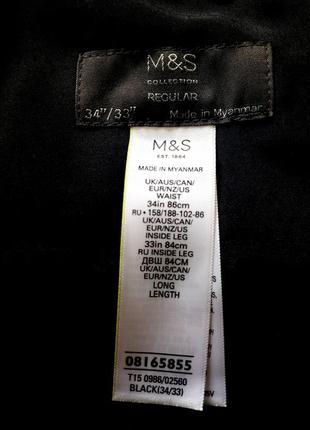 M&S
COLLECTION
REGULAR
34"/33" Made in Myanmar
M&S
EST. 1884
MADE IN MYANMAR
UK/AUS/CAN/
EUR/NZ/US
WAIST
34in 86cm
RU • 158/188-102-86
UK/AUS/CAN/
EUR/NZ/US
INSIDE LEG
33in 84cm
RU INSIDE LEG
ДВШ 84CM
UK/AUS/CAN/
EUR/NZ/US
LONG
LENGTH
08165855
T15 0986/02560
BLACK(34/33)